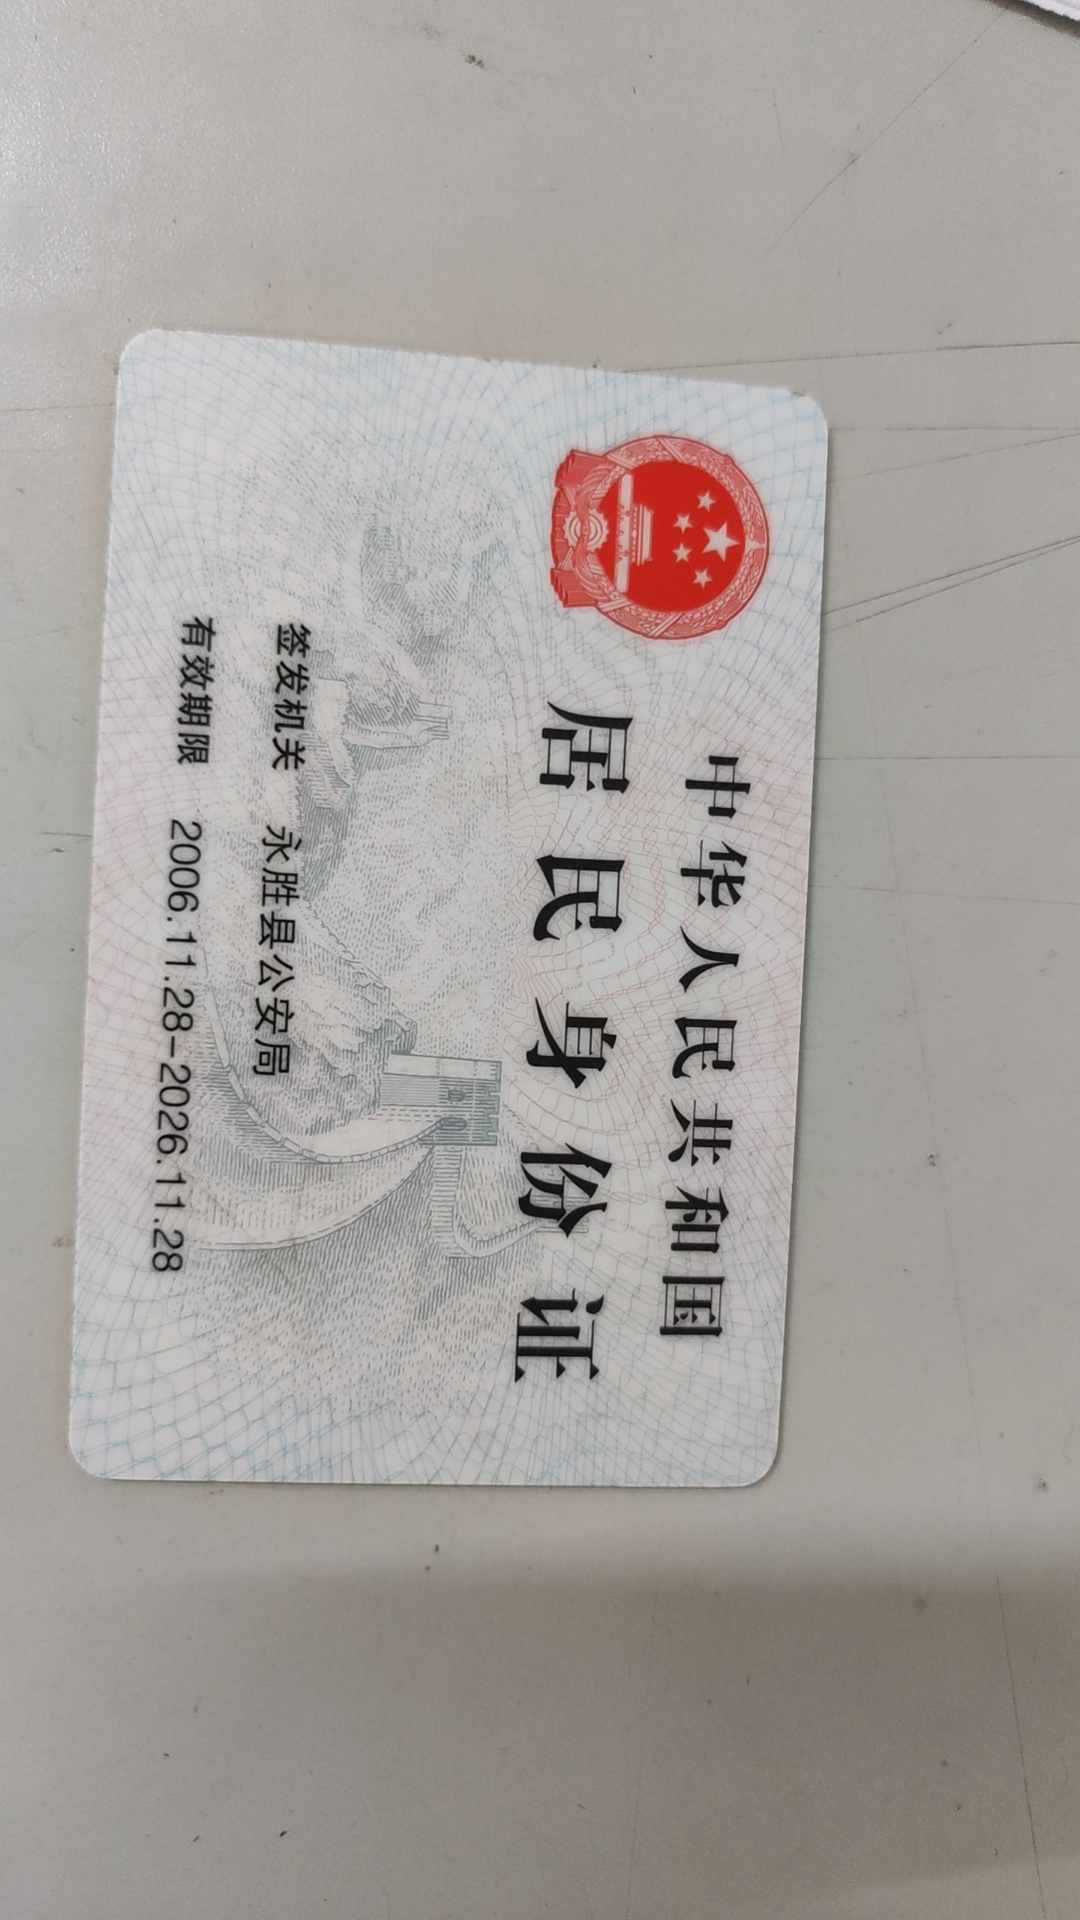 中华人民共和国
居民身份证
签发机关 永胜县公安局
有效期限 2006.11.28-2026.11.28